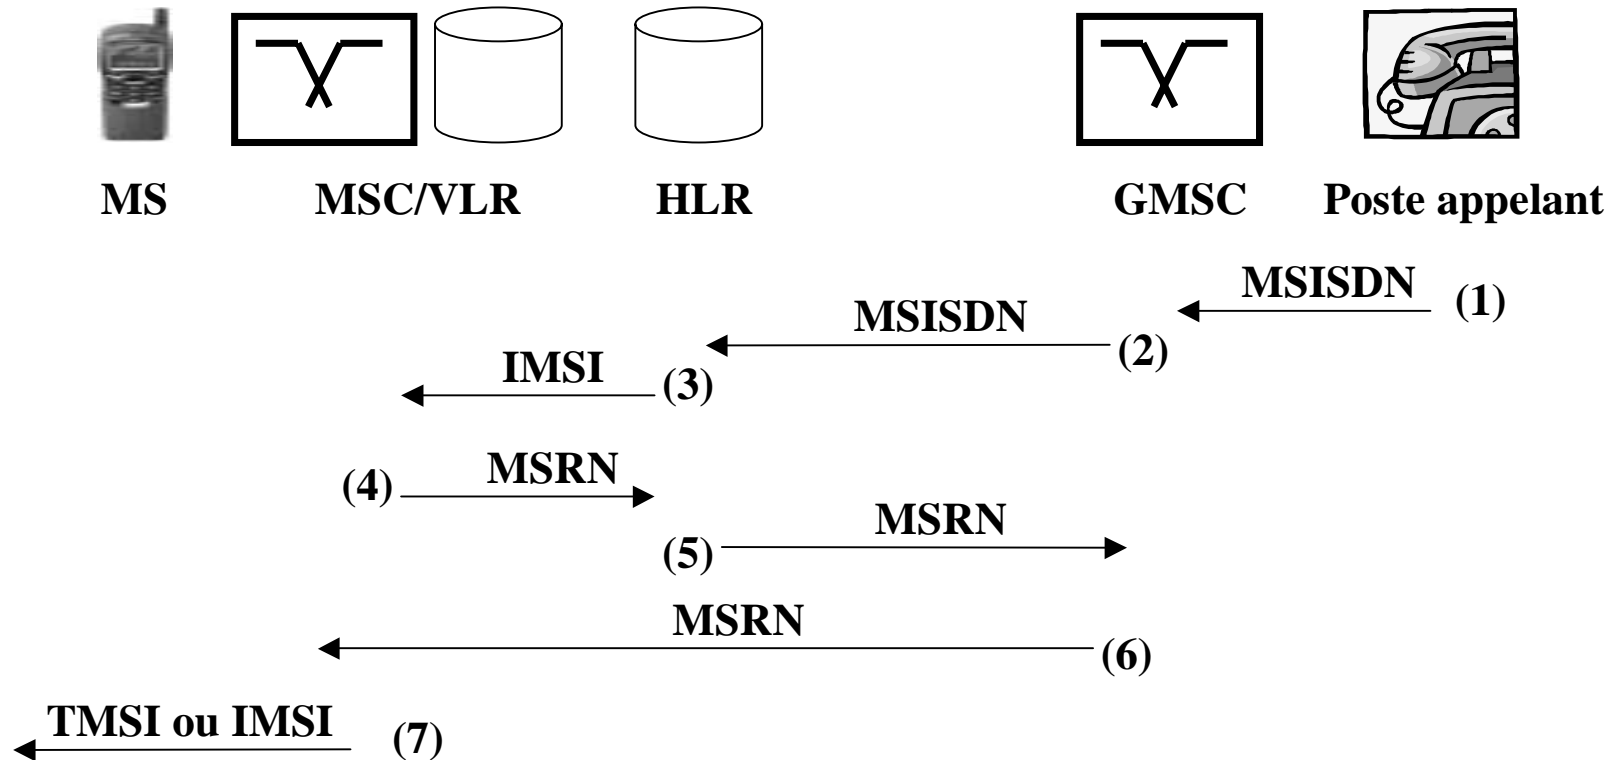 MS MSC/VLR HLR GMSC Poste appelant
MSISDN (1)
MSISDN (2)
IMSI (3)
(4) MSRN
(5) MSRN
MSRN (6)
TMSI ou IMSI (7)